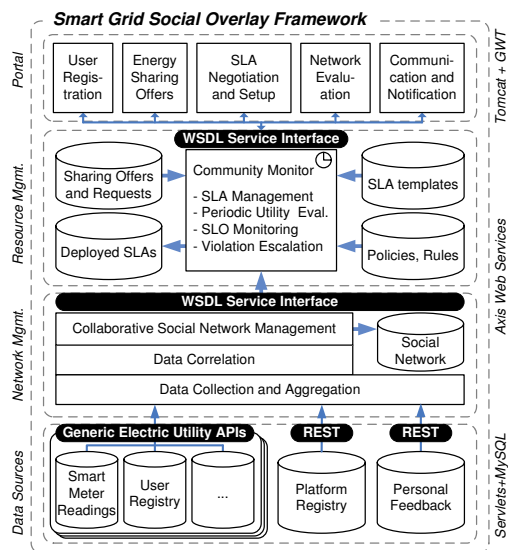 Smart Grid Social Overlay Framework
Portal
User
Regis-
tration
Energy
Sharing
Offers
SLA
Negotiation
and Setup
Network
Evalu-
ation
Communi-
cation and
Notification
Tomcat + GWT
Resource Mgmt.
WSDL Service Interface
Sharing Offers
and Requests
Deployed SLAs
Community Monitor
- SLA Management
- Periodic Utility Eval.
- SLO Monitoring
- Violation Escalation
SLA templates
Policies, Rules
Axis Web Services
Network Mgmt.
WSDL Service Interface
Collaborative Social Network Management
Data Correlation
Data Collection and Aggregation
Social
Network
Data Sources
Generic Electric Utility APIs
Smart
Meter
Readings
User
Registry
...
REST
Platform
Registry
REST
Personal
Feedback
Servlets+MySQL